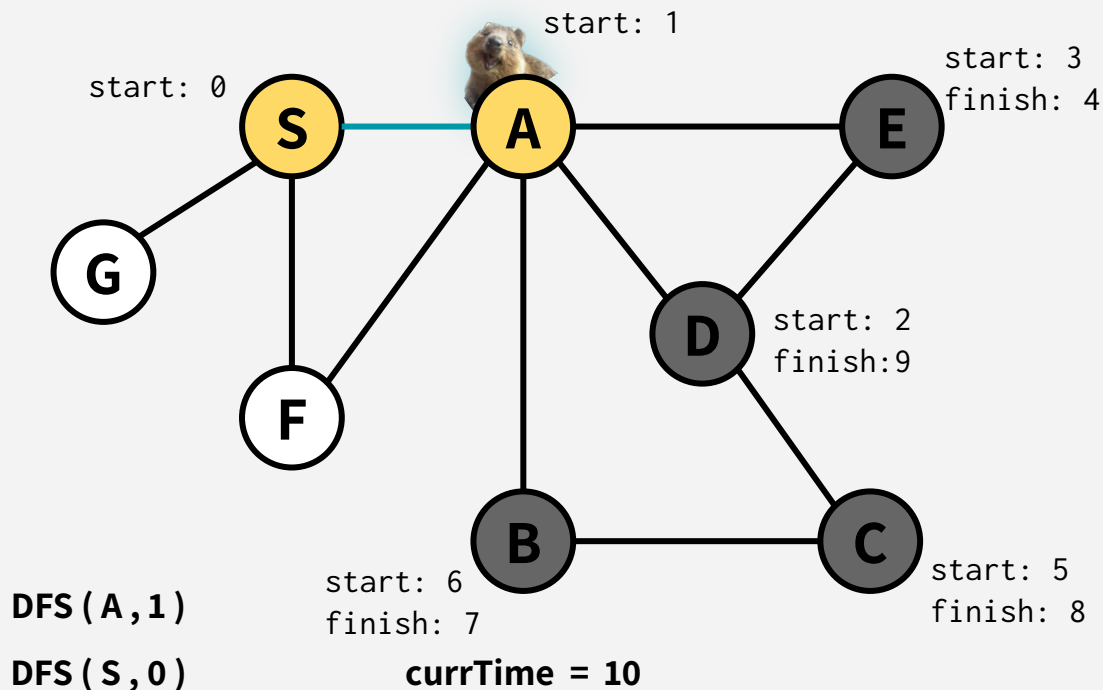 start: 1
start: 3
finish: 4
start: 0
S
A
E
G
start: 2
finish:9
D
F
B
C
start: 6
finish: 7
start: 5
finish: 8
DFS(A,1)
DFS(S,0)
currTime = 10